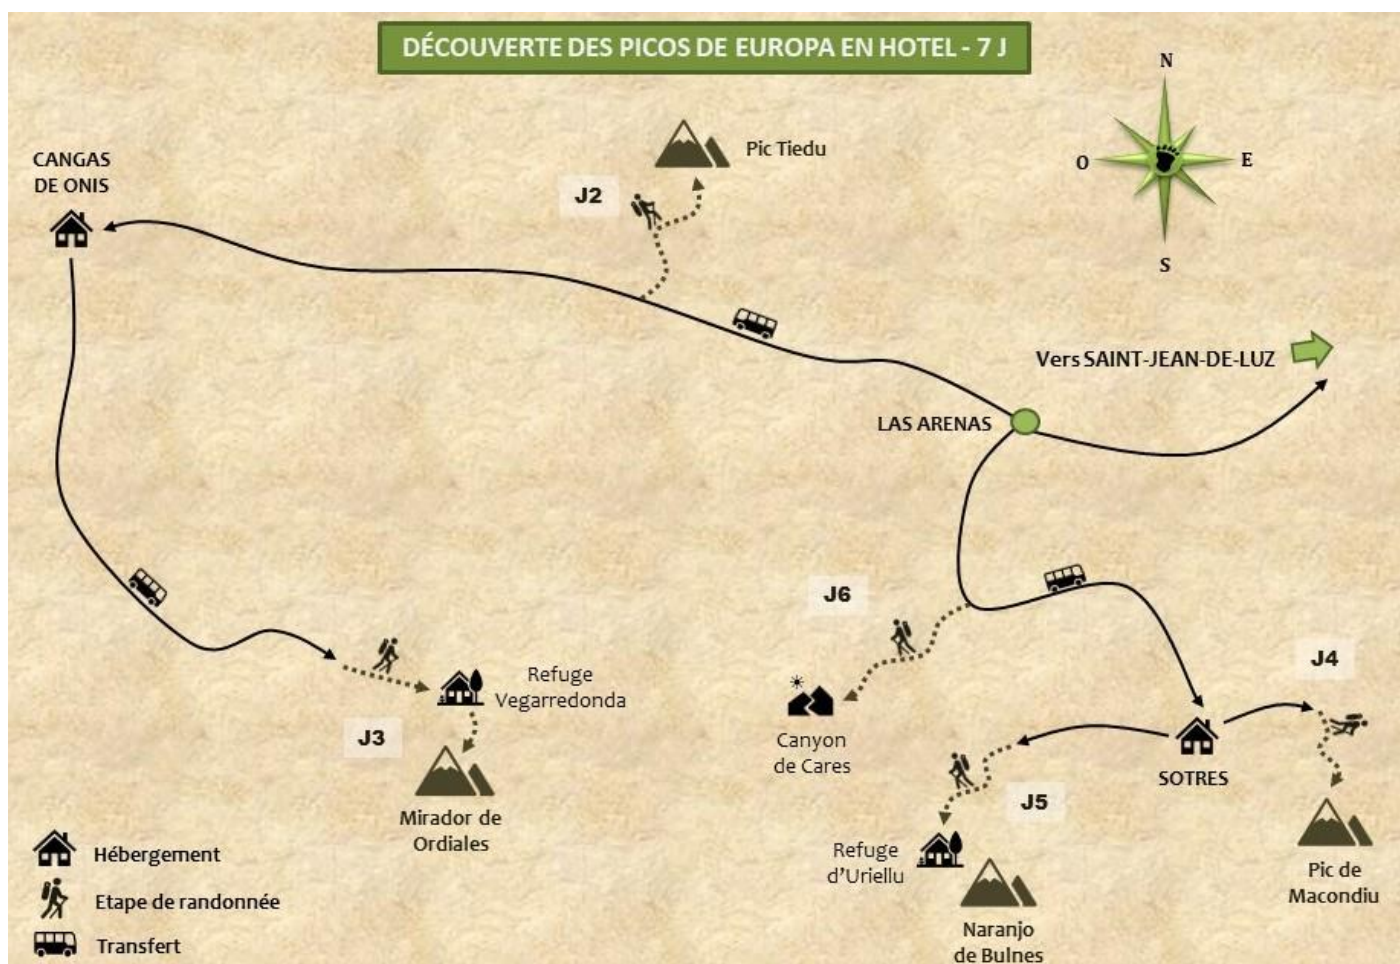 DÉCOUVERTE DES PICOS DE EUROPA EN HOTEL - 7 J
N
O
E
S
CANGAS
DE ONIS
Pic Tiedu
J2
Vers SAINT-JEAN-DE-LUZ
LAS ARENAS
J6
J4
Refuge
Vegarredonda
J3
Canyon
de Cares
SOTRES
J5
Mirador de
Ordiales
Refuge
d'Uriellu
Pic de
Macondiu
Naranjo
de Bulnes
Hébergement
Etape de randonnée
Transfert